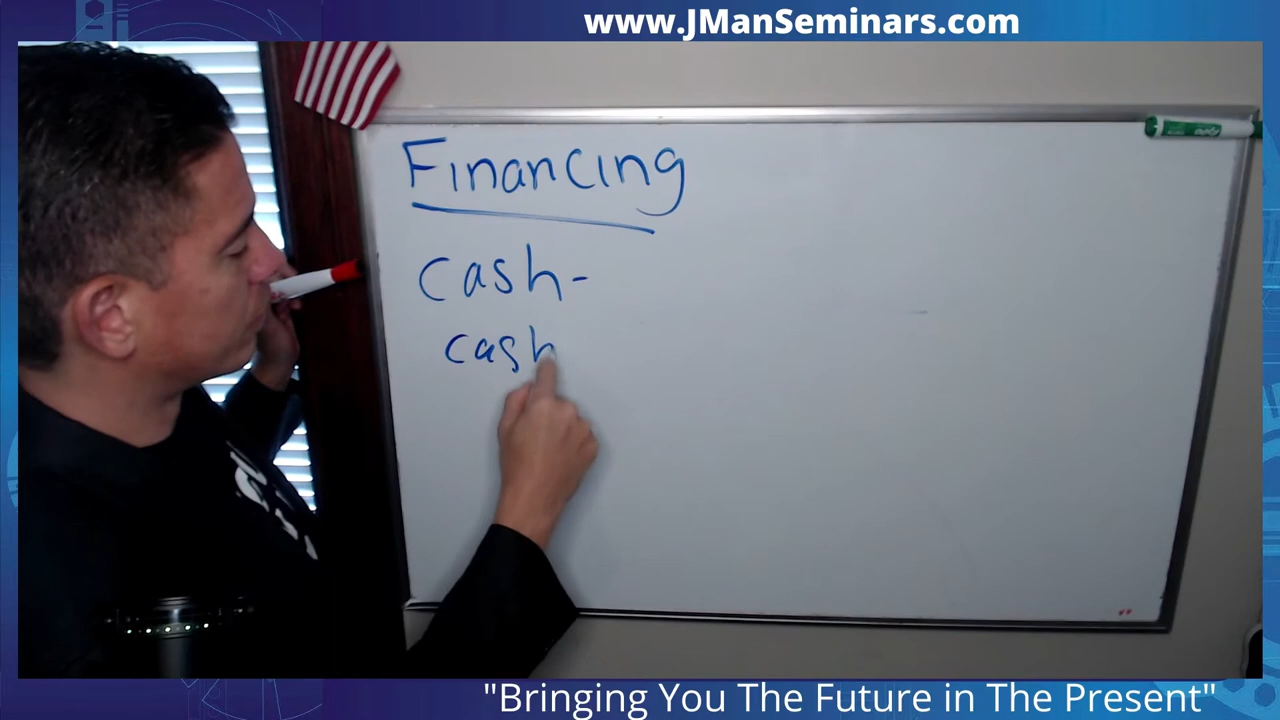 www.JManSeminars.com
Financing
cash-
cash
"Bringing You The Future in The Present"